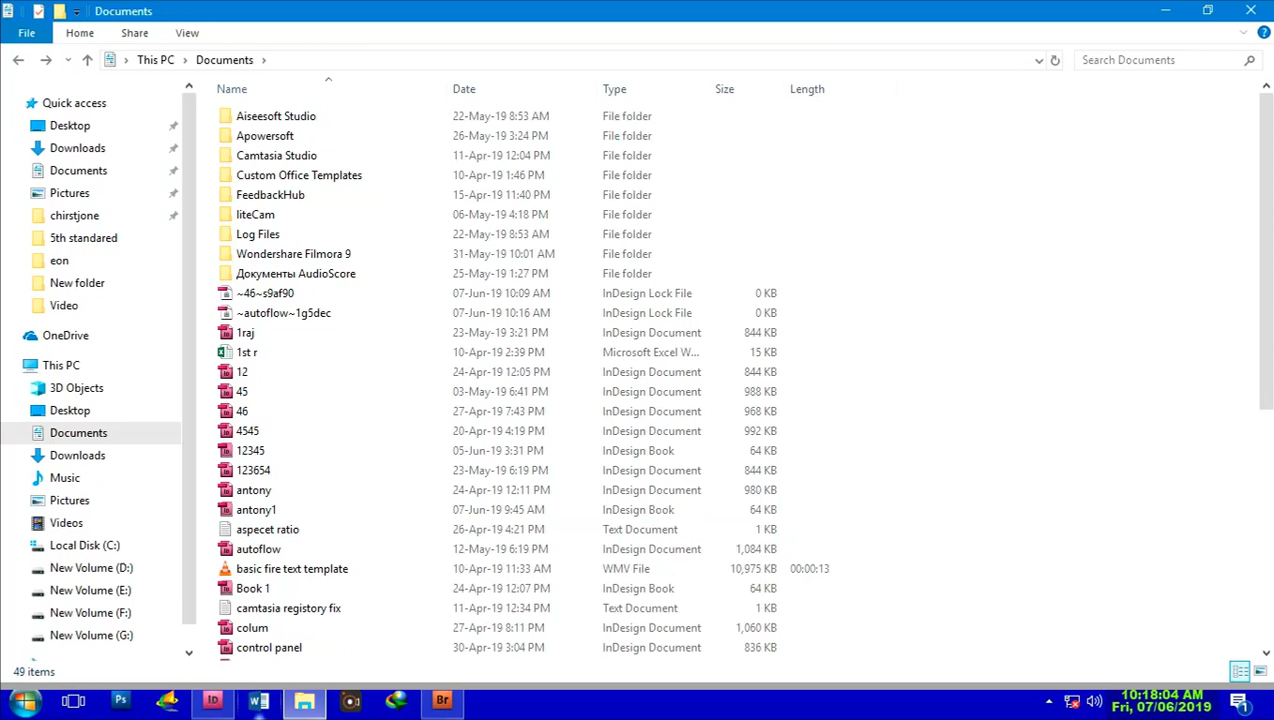 Documents
File Home Share View
This PC Documents
Search Documents
Name Date Type Size Length
Quick access
Desktop
Downloads
Documents
Pictures
chirstjone
5th standared
eon
New folder
Video
OneDrive
This PC
3D Objects
Desktop
Documents
Downloads
Music
Pictures
Videos
Local Disk (C:)
New Volume (D:)
New Volume (E:)
New Volume (F:)
New Volume (G:)
Aiseesoft Studio 22-May-19 8:53 AM File folder
Apowersoft 26-May-19 3:24 PM File folder
Camtasia Studio 11-Apr-19 12:04 PM File folder
Custom Office Templates 10-Apr-19 1:46 PM File folder
FeedbackHub 15-Apr-19 11:40 PM File folder
liteCam 06-May-19 4:18 PM File folder
Log Files 22-May-19 8:53 AM File folder
Wondershare Filmora 9 31-May-19 10:01 AM File folder
Документы AudioScore 25-May-19 1:27 PM File folder
~46~s9af90 07-Jun-19 10:09 AM InDesign Lock File 0 KB
~autoflow~1g5dec 07-Jun-19 10:16 AM InDesign Lock File 0 KB
1raj 23-May-19 3:21 PM InDesign Document 844 KB
1st r 10-Apr-19 2:39 PM Microsoft Excel W... 15 KB
12 24-Apr-19 12:05 PM InDesign Document 844 KB
45 03-May-19 6:41 PM InDesign Document 988 KB
46 27-Apr-19 7:43 PM InDesign Document 968 KB
4545 20-Apr-19 4:19 PM InDesign Document 992 KB
12345 05-Jun-19 3:31 PM InDesign Book 64 KB
123654 23-May-19 6:19 PM InDesign Document 844 KB
antony 24-Apr-19 12:11 PM InDesign Document 980 KB
antony1 07-Jun-19 9:45 AM InDesign Book 64 KB
aspecet ratio 26-Apr-19 4:21 PM Text Document 1 KB
autoflow 12-May-19 6:19 PM InDesign Document 1,084 KB
basic fire text template 10-Apr-19 11:33 AM WMV File 10,975 KB 00:00:13
Book 1 24-Apr-19 12:07 PM InDesign Book 64 KB
camtasia registory fix 11-Apr-19 12:34 PM Text Document 1 KB
colum 27-Apr-19 8:11 PM InDesign Document 1,060 KB
control panel 30-Apr-19 3:04 PM InDesign Document 836 KB
49 items
Ps Id W Br
10:18:04 AM
Fri, 07/06/2019
1